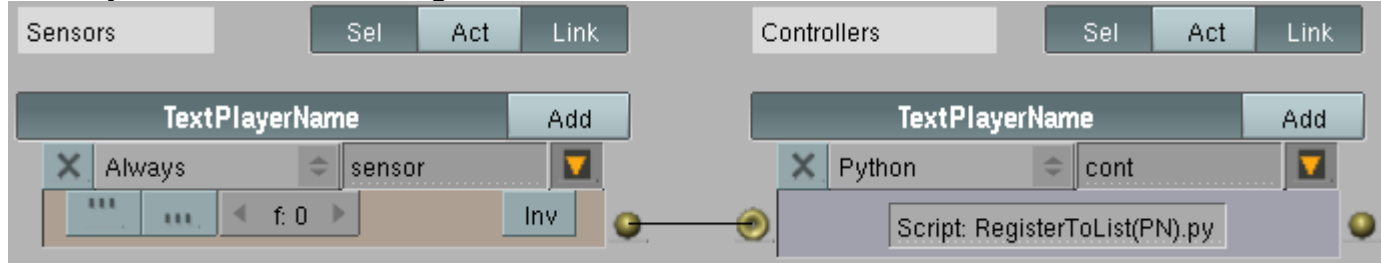 Sensors Sel Act Link Controllers Sel Act Link
TextPlayerName Add TextPlayerName Add
X Always sensor X Python cont
f: 0 Inv Script: RegisterToList(PN).py